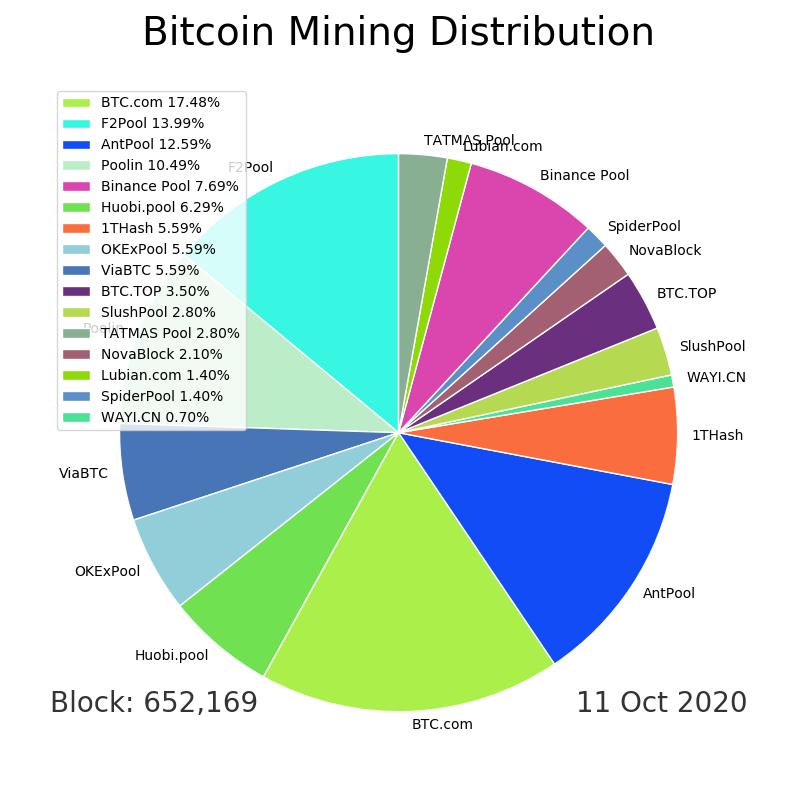 Bitcoin Mining Distribution
BTC.com 17.48%
F2Pool 13.99%
AntPool 12.59%
Poolin 10.49%
Binance Pool 7.69%
Huobi.pool 6.29%
1THash 5.59%
OKExPool 5.59%
ViaBTC 5.59%
BTC.TOP 3.50%
SlushPool 2.80%
TATMAS Pool 2.80%
NovaBlock 2.10%
Lubian.com 1.40%
SpiderPool 1.40%
WAYI.CN 0.70%
F2Pool
Poolin
ViaBTC
OKExPool
Huobi.pool
BTC.com
AntPool
1THash
WAYI.CN
SlushPool
BTC.TOP
NovaBlock
SpiderPool
Binance Pool
Lubian.com
TATMAS Pool
Block: 652,169
11 Oct 2020